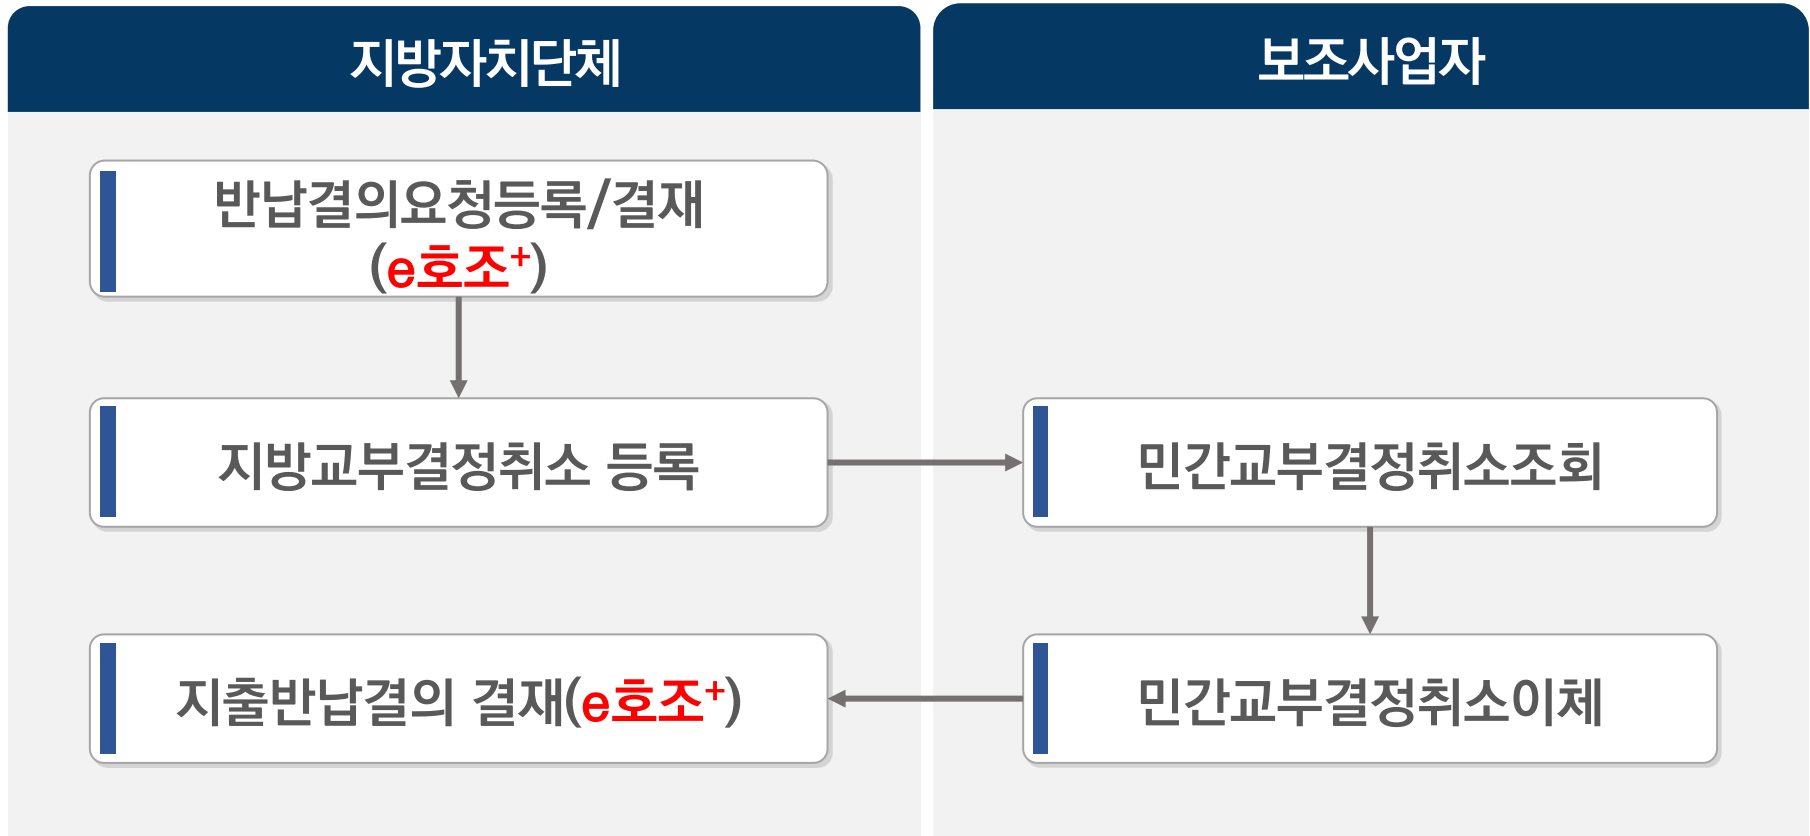 지방자치단체
보조사업자
반납결의요청등록/결재
(e호조+)
지방교부결정취소 등록
민간교부결정취소조회
지출반납결의 결재(e호조+)
민간교부결정취소이체